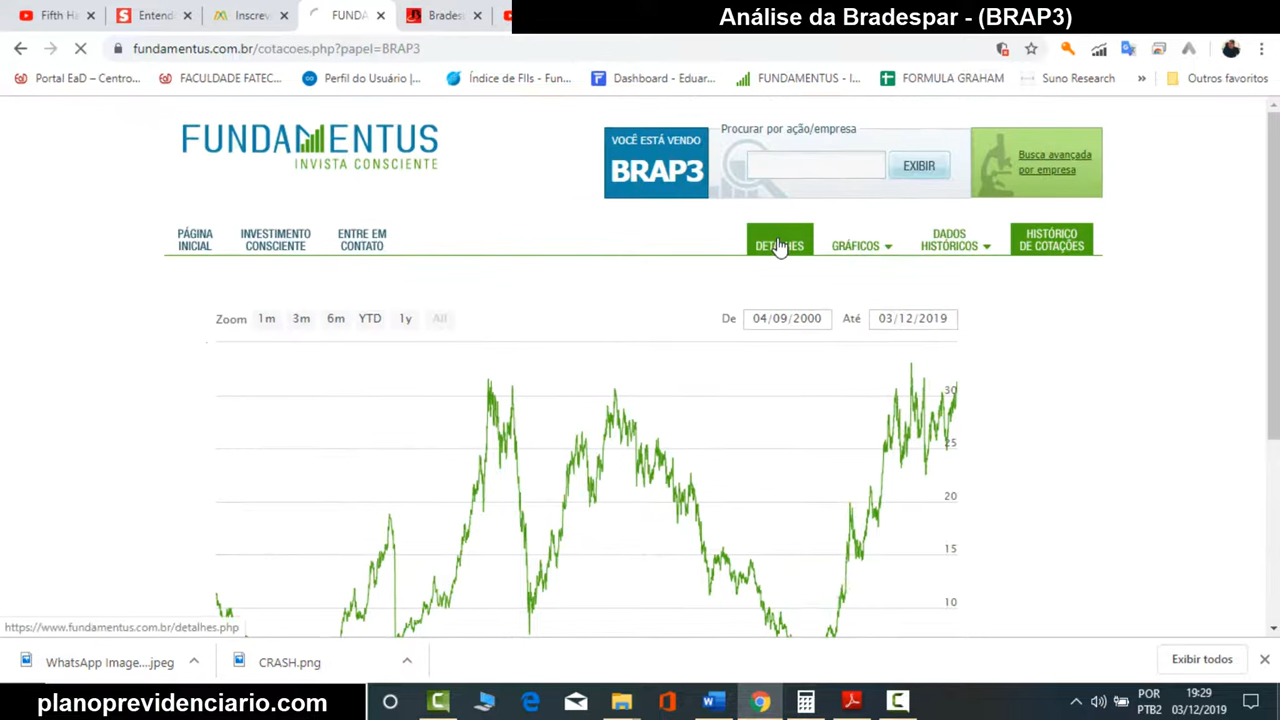 Análise da Bradespar - (BRAP3)
Fifth Ha
Entend
Inscrev
FUNDA
Brades
fundamentus.com.br/cotacoes.php?papel=BRAP3
Portal EaD – Centro...
FACULDADE FATEC...
Perfil do Usuário |...
Índice de FIIs - Fun...
Dashboard - Eduar...
FUNDAMENTUS - I...
FORMULA GRAHAM
Suno Research
»
Outros favoritos
FUNDAMENTUS
INVISTA CONSCIENTE
VOCÊ ESTÁ VENDO
BRAP3
Procurar por ação/empresa
EXIBIR
Busca avançada
por empresa
PÁGINA
INICIAL
INVESTIMENTO
CONSCIENTE
ENTRE EM
CONTATO
DETALHES
GRÁFICOS
DADOS
HISTÓRICOS
HISTÓRICO
DE COTAÇÕES
Zoom 1m 3m 6m YTD 1y All
De 04/09/2000 Até 03/12/2019
30
25
20
15
10
https://www.fundamentus.com.br/detalhes.php
WhatsApp Image....jpeg
CRASH.png
Exibir todos
planoprevidenciario.com
POR
PTB2
19:29
03/12/2019